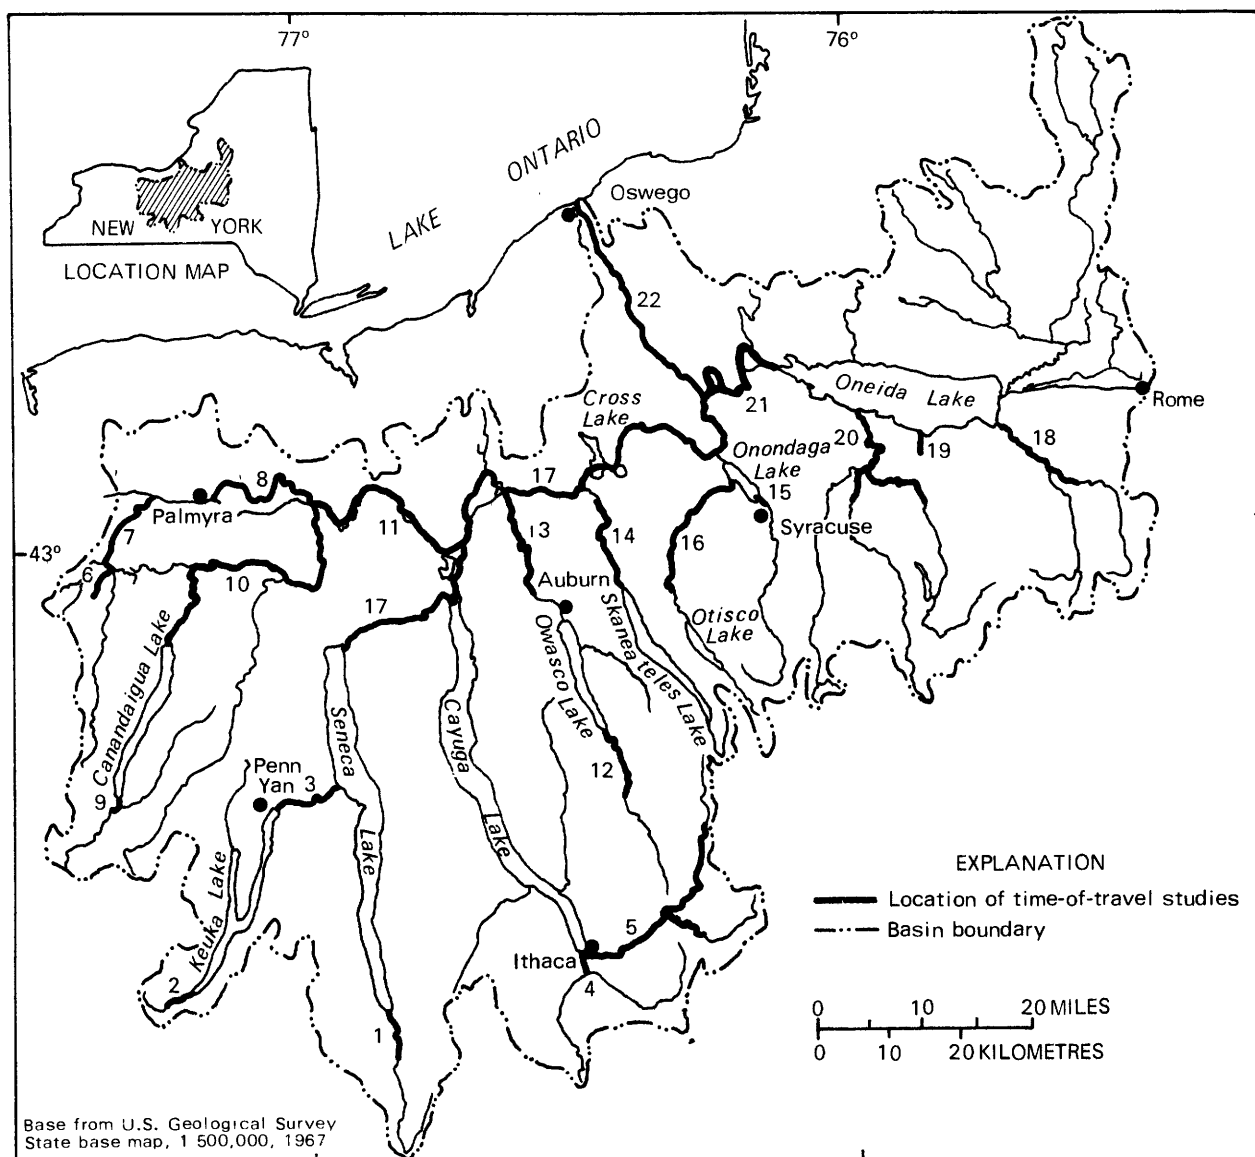 77°
76°
LAKE ONTARIO
Oswego
NEW YORK
LOCATION MAP
22
Cross
Lake
Oneida Lake
21
Rome
20
19
18
Onondaga
Lake
15
Syracuse
8
17
Palmyra
7
11
13
14
16
43°
6
10
Auburn
17
Otisco
Lake
Canandaigua Lake
Owasco Lake
Skaneateles Lake
Seneca
Lake
Cayuga
Lake
9
Penn
Yan
3
12
Keuka Lake
EXPLANATION
Location of time-of-travel studies
Basin boundary
5
Ithaca
4
2
1
0 10 20 MILES
0 10 20 KILOMETRES
Base from U.S. Geological Survey
State base map, 1 500,000, 1967